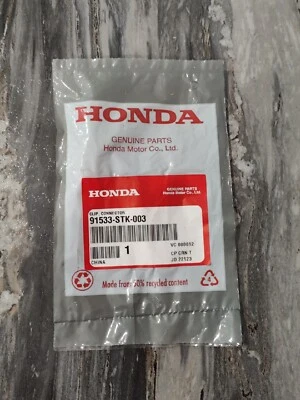 HONDA
GENUINE PARTS
Honda Motor Co., Ltd.
HONDA
GENUINE PARTS
Honda Motor Co., Ltd.
CLIP, CONNECTOR
91533-STK-003
1
CHINA
Made from 50% recycled content